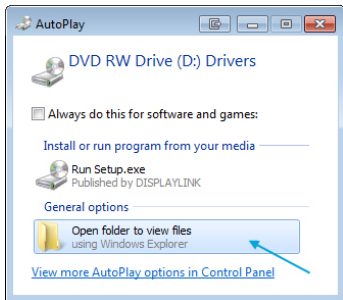 AutoPlay
DVD RW Drive (D:) Drivers
Always do this for software and games:
Install or run program from your media
Run Setup.exe
Published by DISPLAYLINK
General options
Open folder to view files
using Windows Explorer
View more AutoPlay options in Control Panel